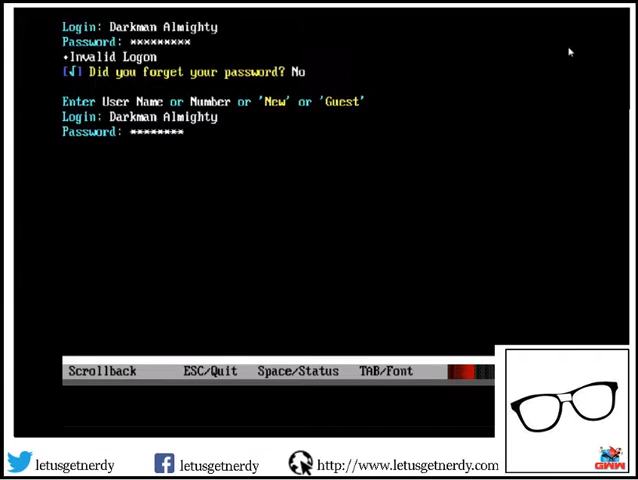 Login: Darkman Almighty
Password: *********
•Invalid Logon
[√] Did you forget your password? No
Enter User Name or Number or 'New' or 'Guest'
Login: Darkman Almighty
Password: ********
Scrollback ESC/Quit Space/Status TAB/Font
GWW
letusgetnerdy letusgetnerdy http://www.letusgetnerdy.com